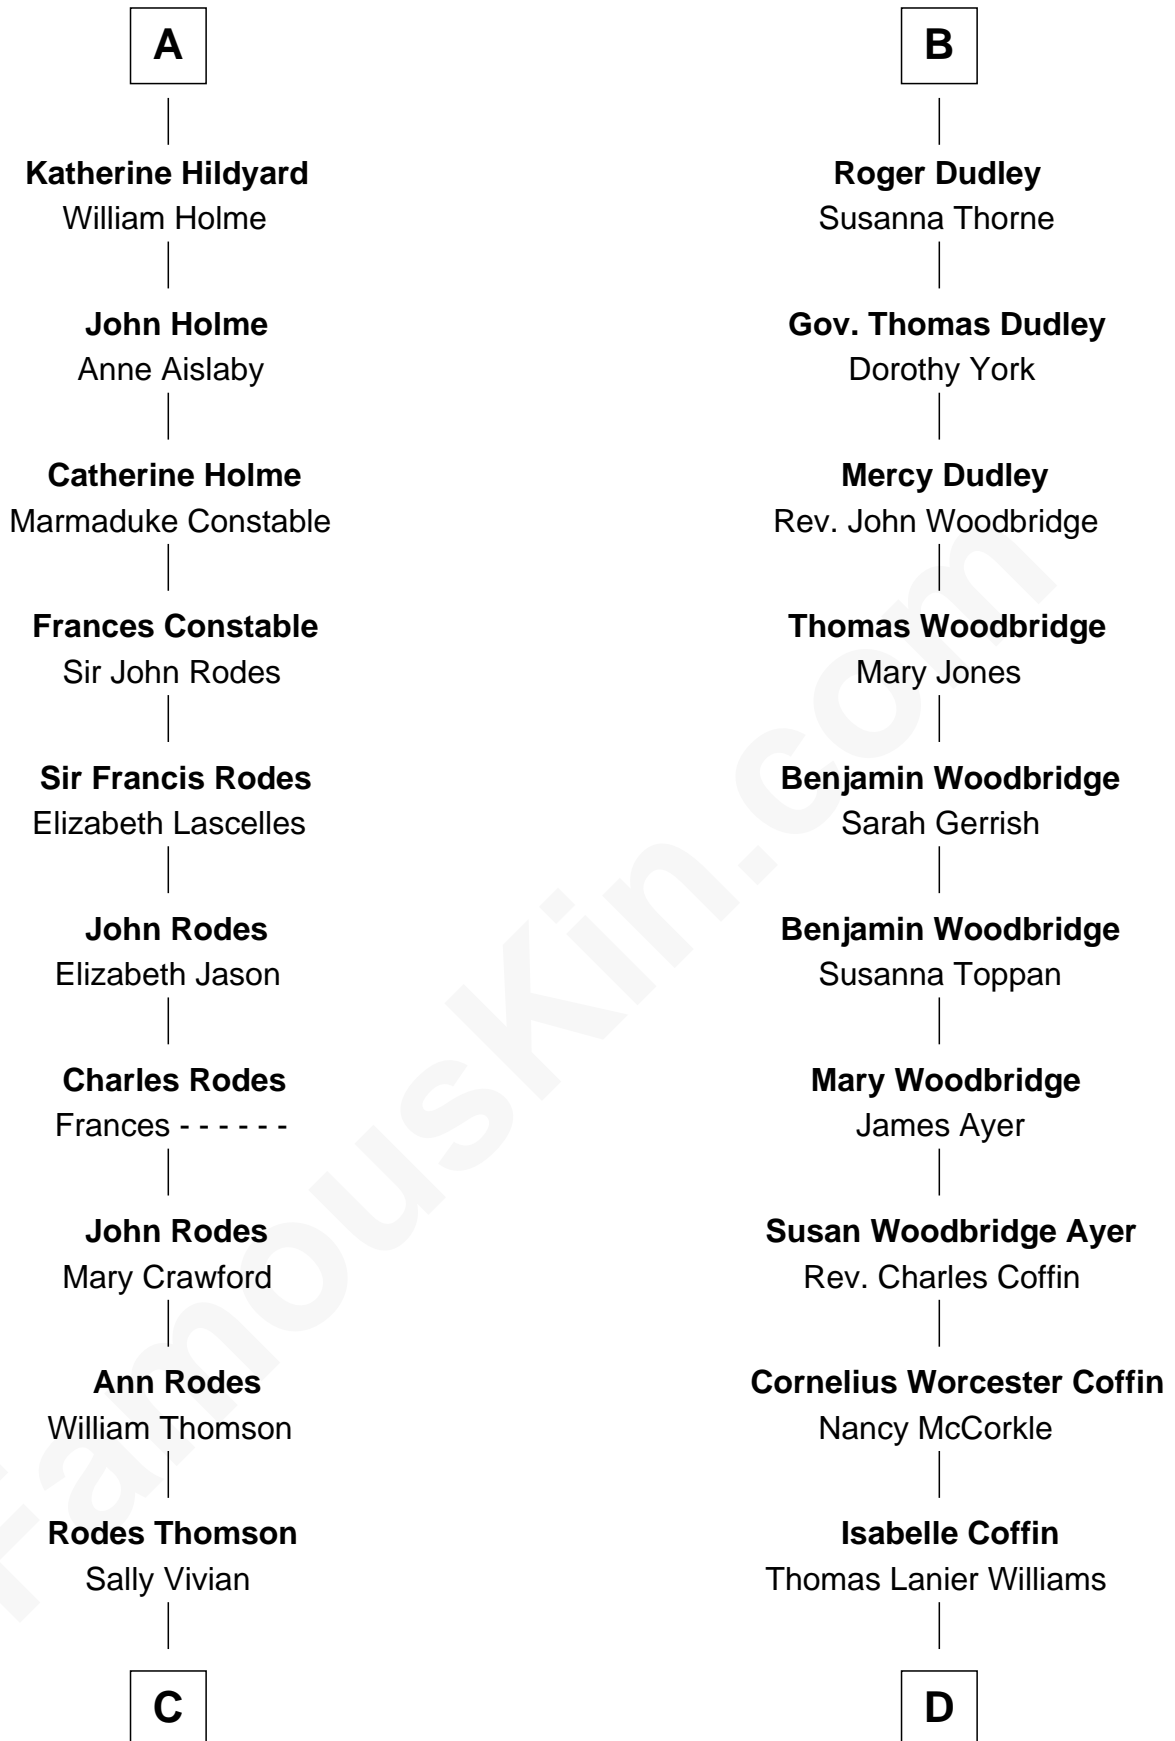 A
Katherine Hildyard
William Holme
John Holme
Anne Aislaby
Catherine Holme
Marmaduke Constable
Frances Constable
Sir John Rodes
Sir Francis Rodes
Elizabeth Lascelles
John Rodes
Elizabeth Jason
Charles Rodes
Frances - - - - - -
John Rodes
Mary Crawford
Ann Rodes
William Thomson
Rodes Thomson
Sally Vivian
C
B
Roger Dudley
Susanna Thorne
Gov. Thomas Dudley
Dorothy York
Mercy Dudley
Rev. John Woodbridge
Thomas Woodbridge
Mary Jones
Benjamin Woodbridge
Sarah Gerrish
Benjamin Woodbridge
Susanna Toppan
Mary Woodbridge
James Ayer
Susan Woodbridge Ayer
Rev. Charles Coffin
Cornelius Worcester Coffin
Nancy McCorkle
Isabelle Coffin
Thomas Lanier Williams
D
FamousKin.com